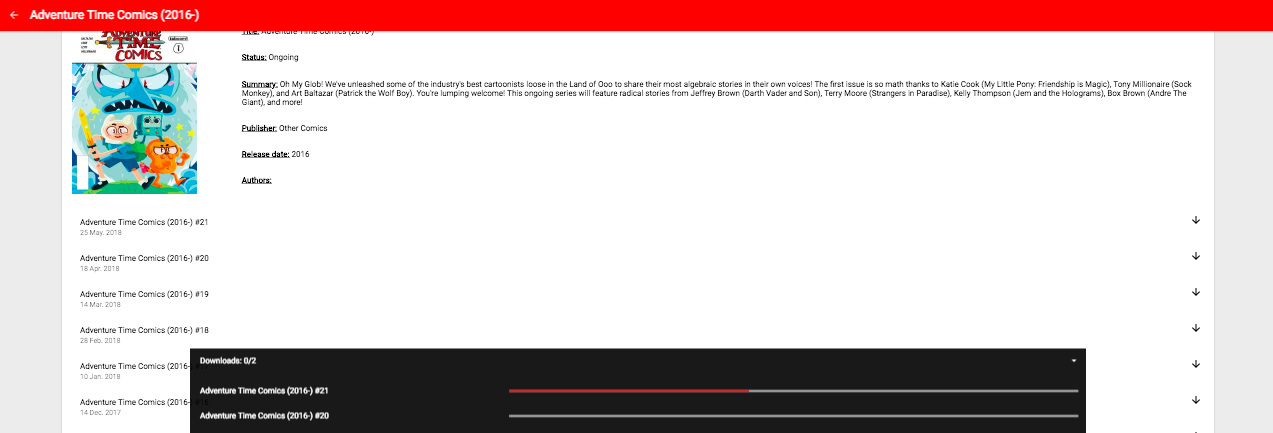 Adventure Time Comics (2016-)
ADVENTURE
TIME
COMICS
Title: Adventure Time Comics (2016-)
Status: Ongoing
Summary: Oh My Glob! We've unleashed some of the industry's best cartoonists loose in the Land of Ooo to share their most algebraic stories in their own voices! The first issue is so math thanks to Katie Cook (My Little Pony: Friendship is Magic), Tony Millionaire (Sock
Monkey), and Art Baltazar (Patrick the Wolf Boy). You're lumping welcome! This ongoing series will feature radical stories from Jeffrey Brown (Darth Vader and Son), Terry Moore (Strangers in Paradise), Kelly Thompson (Jem and the Holograms), Box Brown (Andre The
Giant), and more!
Publisher: Other Comics
Release date: 2016
Authors:
Adventure Time Comics (2016-) #21
25 May. 2018
Adventure Time Comics (2016-) #20
18 Apr. 2018
Adventure Time Comics (2016-) #19
14 Mar. 2018
Adventure Time Comics (2016-) #18
28 Feb. 2018
Adventure Time Comics (2016-
10 Jan. 2018
Adventure Time Comics (2016-
14 Dec. 2017
Downloads: 0/2
Adventure Time Comics (2016-) #21
Adventure Time Comics (2016-) #20